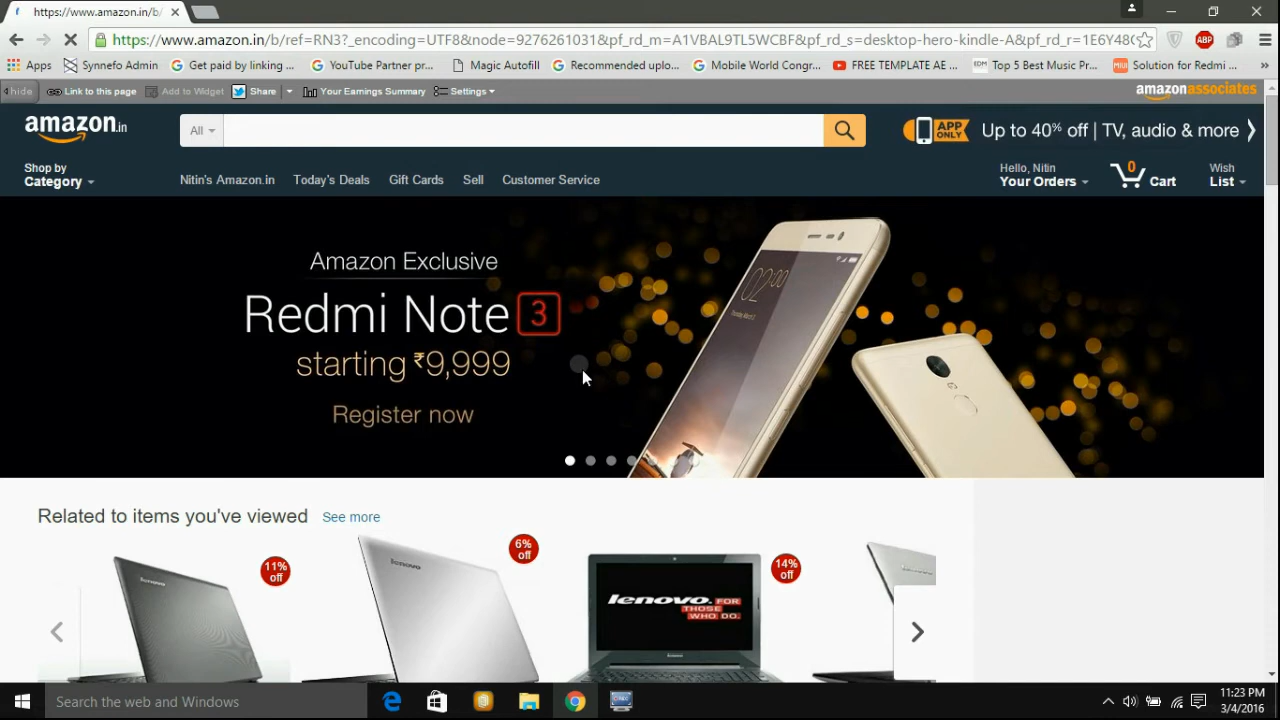 https://www.amazon.in/b/
https://www.amazon.in/b/ref=RN3?_encoding=UTF8&node=9276261031&pf_rd_m=A1VBAL9TL5WCBF&pf_rd_s=desktop-hero-kindle-A&pf_rd_r=1E6Y48
ABP
Apps Synnefo Admin Get paid by linking ... YouTube Partner pr... Magic Autofill Recommended uplo... Mobile World Congr... FREE TEMPLATE AE ... EDM Top 5 Best Music Pr... MIUI Solution for Redmi ... »
hide Link to this page Add to Widget Share Your Earnings Summary Settings amazonassociates
amazon.in All APP ONLY Up to 40% off | TV, audio & more
Shop by Category Nitin's Amazon.in Today's Deals Gift Cards Sell Customer Service Hello, Nitin Your Orders 0 Cart Wish List
Amazon Exclusive
Redmi Note 3
starting ₹9,999
Register now
02:00
Related to items you've viewed See more
11% off
6% off
14% off
lenovo
lenovo
lenovo. FOR THOSE WHO DO.
lenovo
Search the web and Windows
11:23 PM
3/4/2016